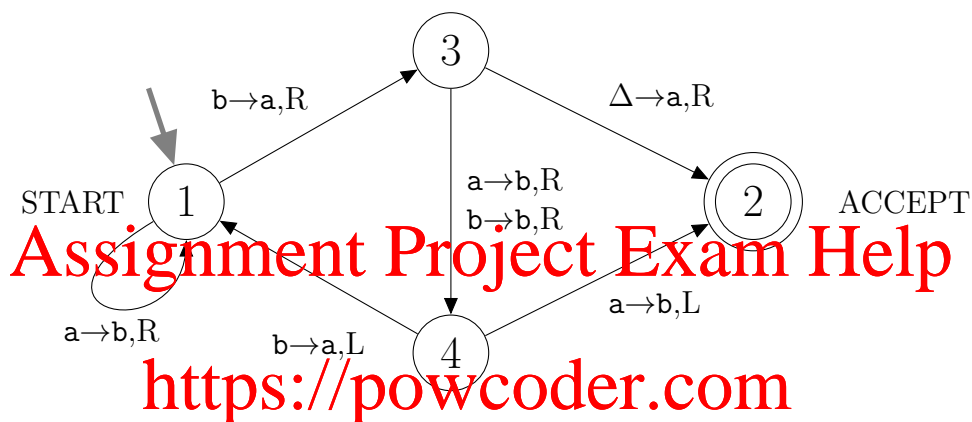 3
b→a,R
Δ→a,R
START
1
a→b,R
b→b,R
2
ACCEPT
Assignment Project Exam Help
a→b,R
b→a,L
4
a→b,L
https://powcoder.com